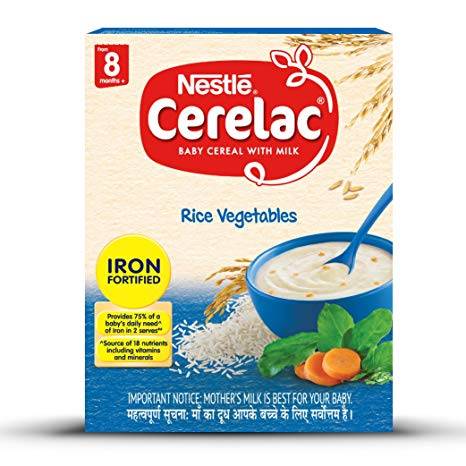 from
8
months +
Nestlé®
Cerelac®
BABY CEREAL WITH MILK
Rice Vegetables
IRON
FORTIFIED
Provides 75% of a
baby's daily need^
of iron in 2 serves**
^Source of 18 nutrients
including vitamins
and minerals
IMPORTANT NOTICE: MOTHER'S MILK IS BEST FOR YOUR BABY.
महत्वपूर्ण सूचना: माँ का दूध आपके बच्चे के लिए सर्वोत्तम है।